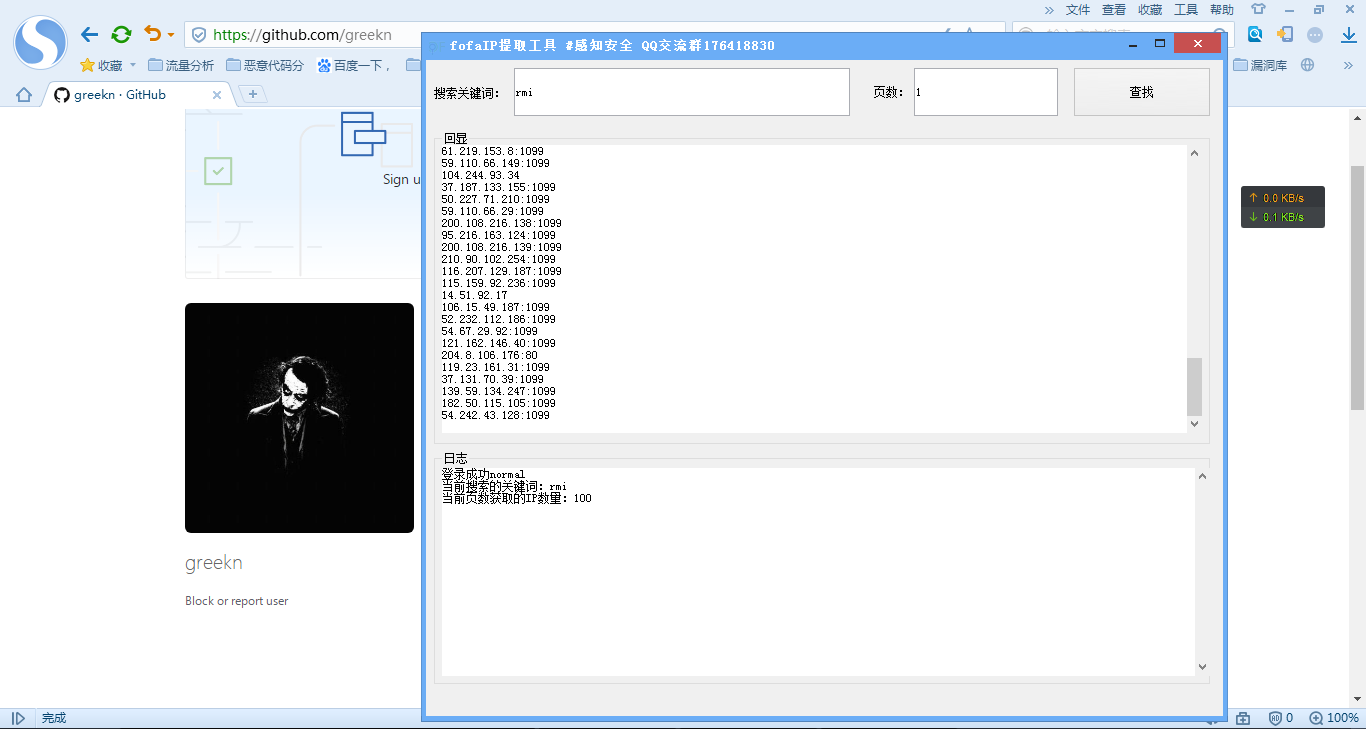 文件 查看 收藏 工具 帮助
https://github.com/greekn
收藏 流量分析 恶意代码分 百度一下， 漏洞库
greekn · GitHub
Sign u
greekn
Block or report user
fofaIP提取工具 #感知安全 QQ交流群176418830
搜索关键词： rmi 页数： 1 查找
回显
61.219.153.8:1099
59.110.66.149:1099
104.244.93.34
37.187.133.155:1099
50.227.71.210:1099
59.110.66.29:1099
200.108.216.138:1099
95.216.163.124:1099
200.108.216.139:1099
210.90.102.254:1099
116.207.129.187:1099
115.159.92.236:1099
14.51.92.17
106.15.49.187:1099
52.232.112.186:1099
54.67.29.92:1099
121.162.146.40:1099
204.8.106.176:80
119.23.161.31:1099
37.131.70.39:1099
139.59.134.247:1099
182.50.115.105:1099
54.242.43.128:1099
日志
登录成功normal
当前搜索的关键词：rmi
当前页数获取的IP数量：100
↑ 0.0 KB/s
↓ 0.1 KB/s
完成
0 100%